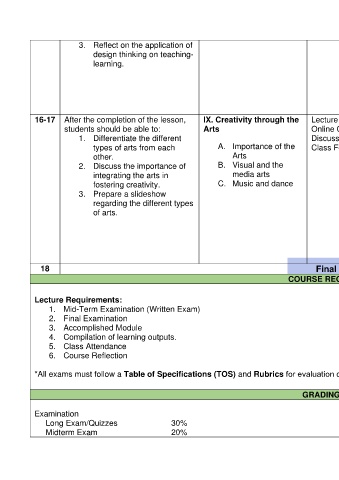 3. Reflect on the application of
design thinking on teaching-
learning.
16-17
After the completion of the lesson,
students should be able to:
1. Differentiate the different
types of arts from each
other.
2. Discuss the importance of
integrating the arts in
fostering creativity.
3. Prepare a slideshow
regarding the different types
of arts.
IX. Creativity through the
Arts
A. Importance of the
Arts
B. Visual and the
media arts
C. Music and dance
Lecture
Online
Discuss
Class F
18
Final
COURSE REQ
Lecture Requirements:
1. Mid-Term Examination (Written Exam)
2. Final Examination
3. Accomplished Module
4. Compilation of learning outputs.
5. Class Attendance
6. Course Reflection
*All exams must follow a Table of Specifications (TOS) and Rubrics for evaluation
GRADING
Examination
Long Exam/Quizzes 30%
Midterm Exam 20%